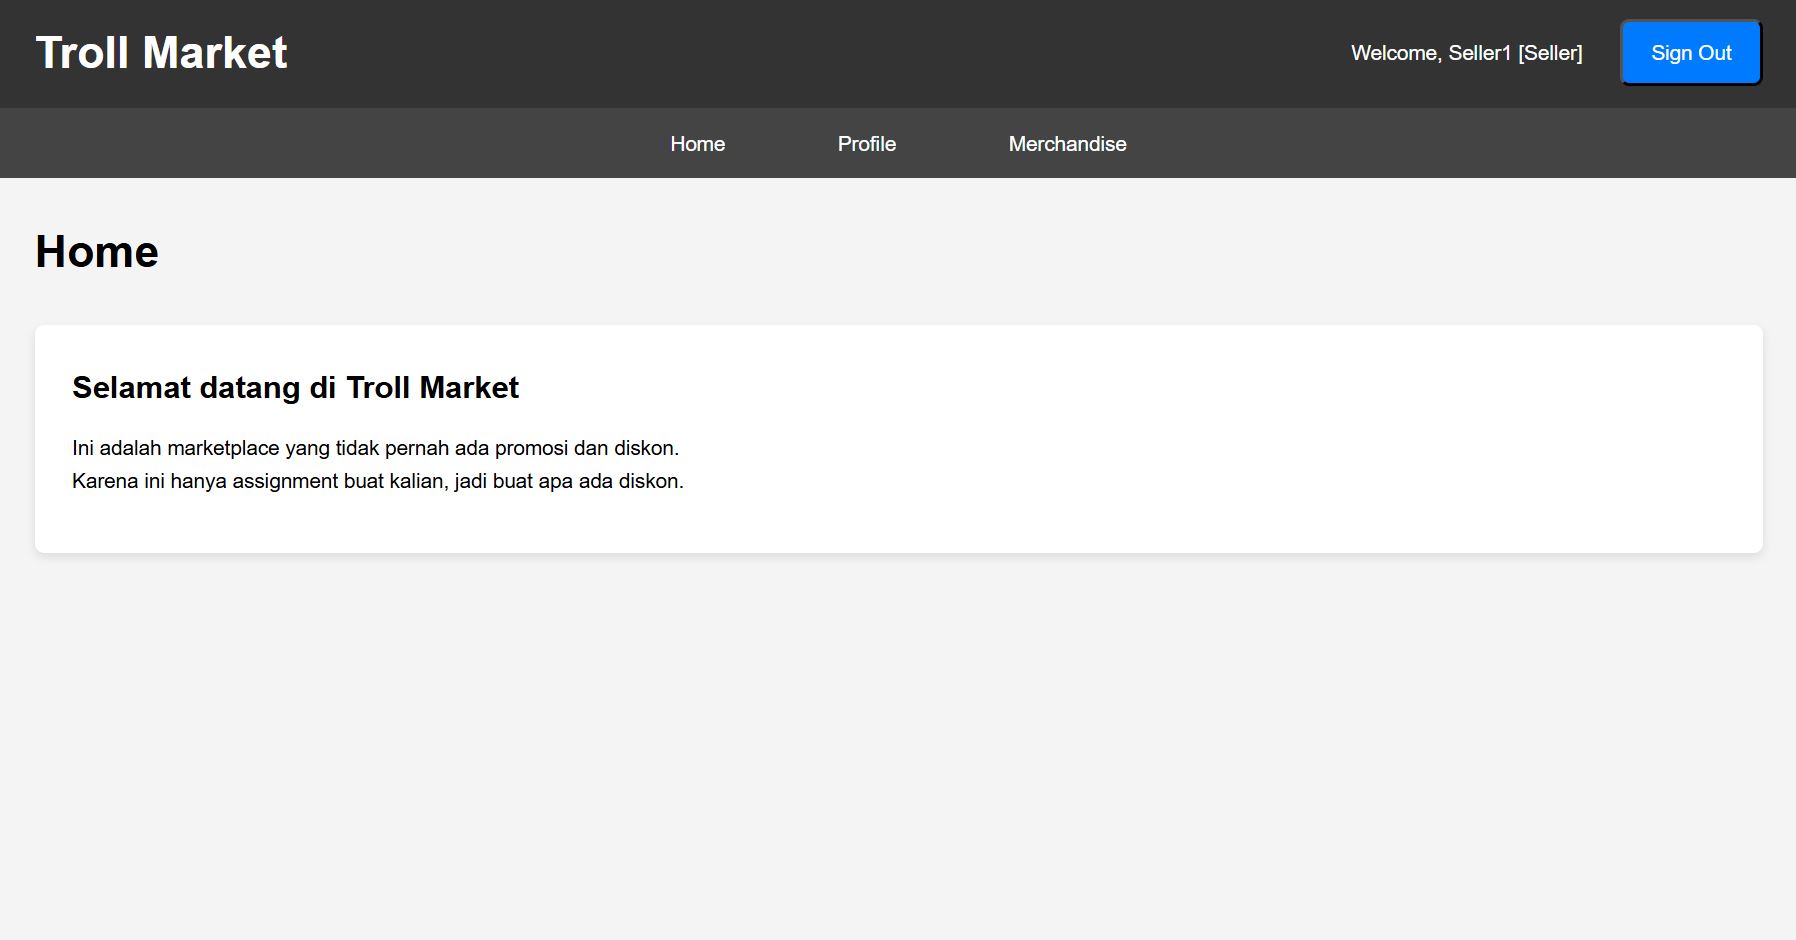 Troll Market
Welcome, Seller1 [Seller]
Sign Out
Home
Profile
Merchandise
Home
Selamat datang di Troll Market
Ini adalah marketplace yang tidak pernah ada promosi dan diskon.
Karena ini hanya assignment buat kalian, jadi buat apa ada diskon.